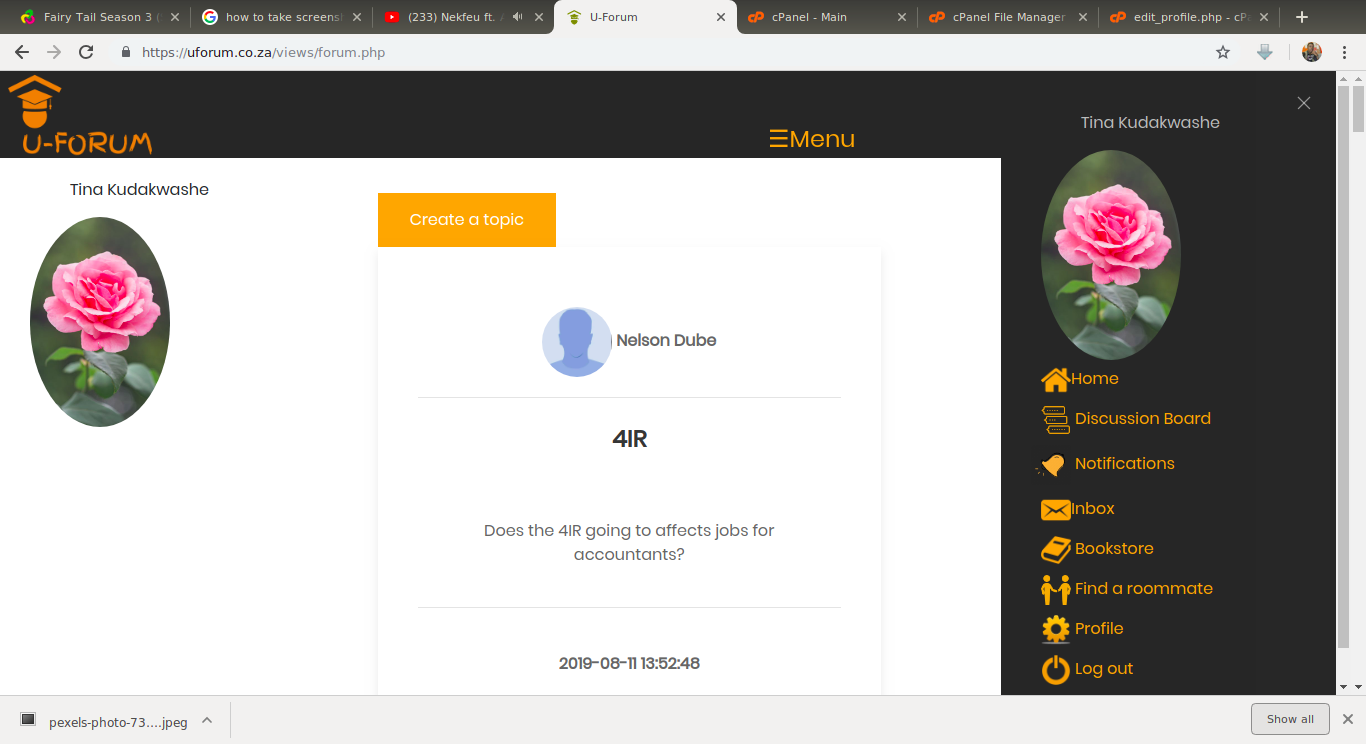 Fairy Tail Season 3 (
how to take screensh
(233) Nekfeu ft. A
U-Forum
cPanel - Main
cPanel File Manager
edit_profile.php - cPa
https://uforum.co.za/views/forum.php
U-FORUM
☰Menu
Tina Kudakwashe
Create a topic
Nelson Dube
4IR
Does the 4IR going to affects jobs for
accountants?
2019-08-11 13:52:48
Tina Kudakwashe
Home
Discussion Board
Notifications
Inbox
Bookstore
Find a roommate
Profile
Log out
pexels-photo-73....jpeg
Show all